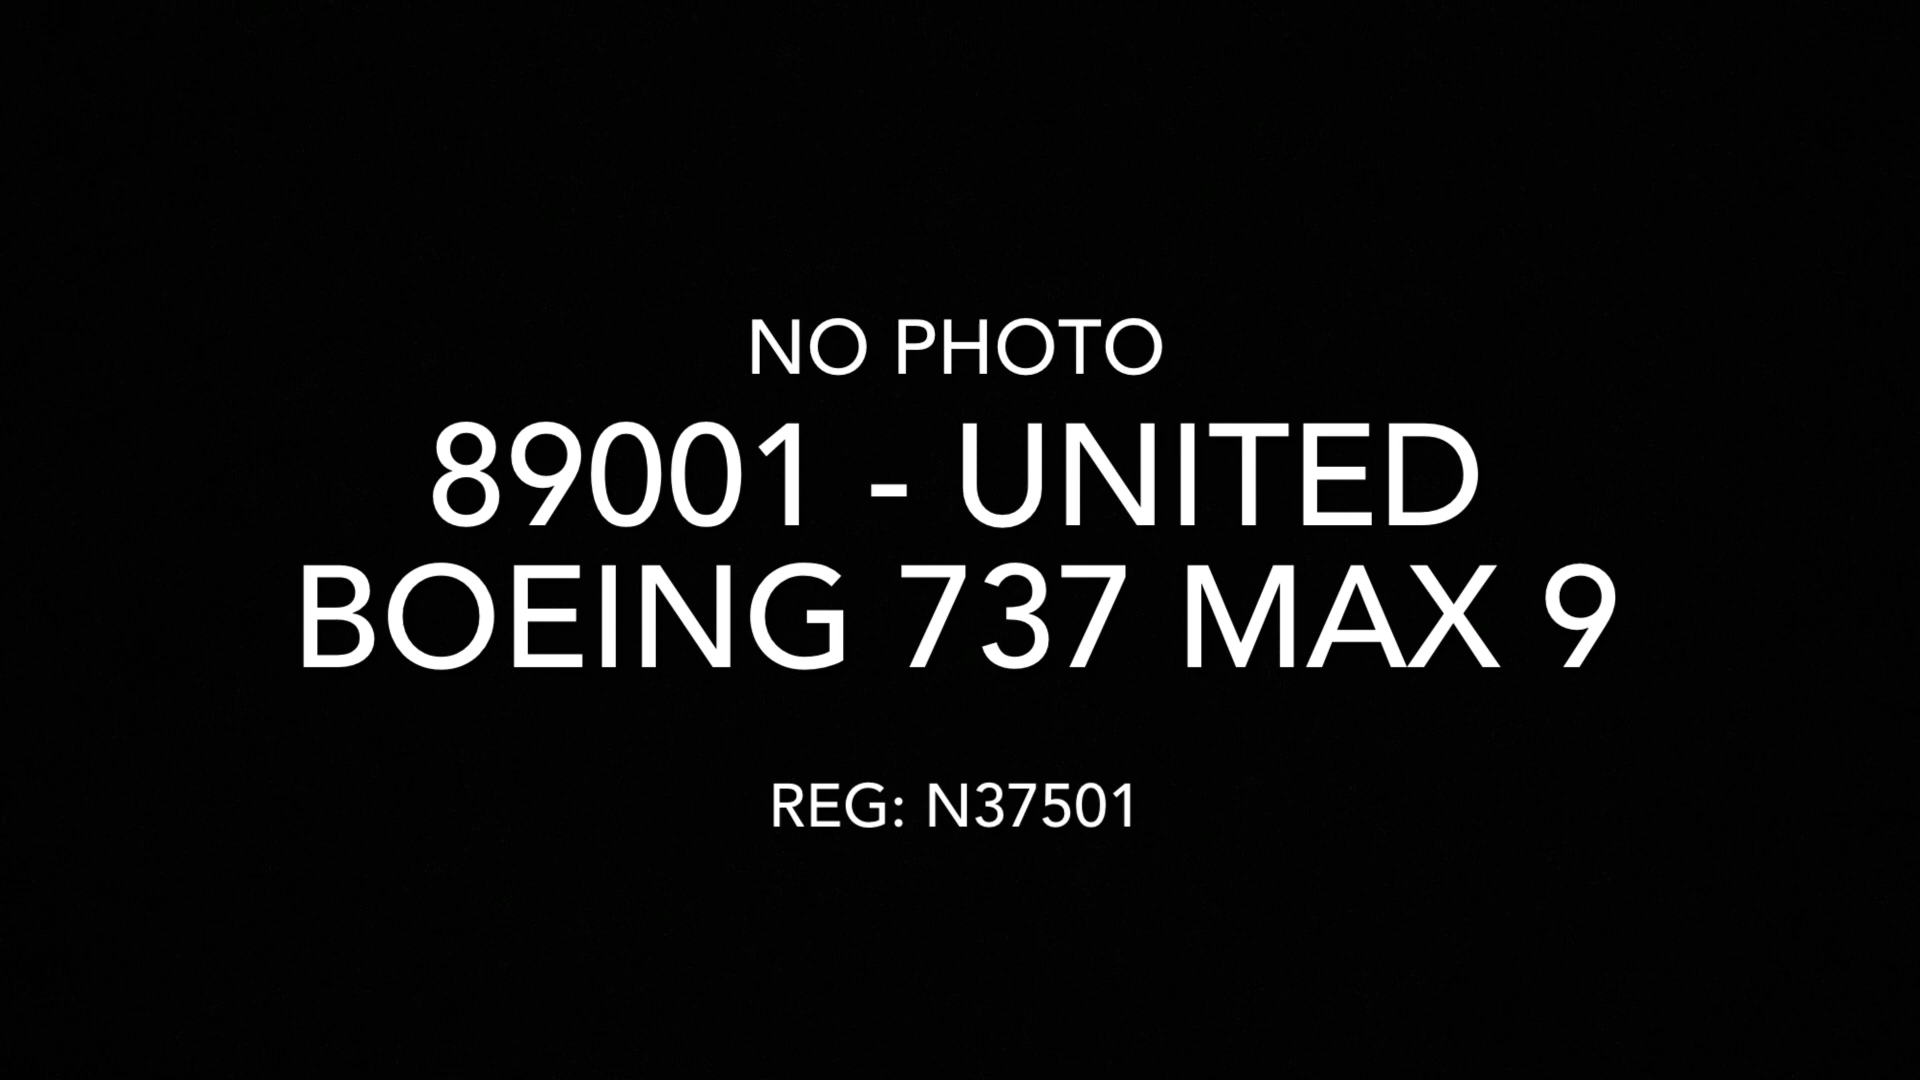 NO PHOTO
89001 - UNITED
BOEING 737 MAX 9
REG: N37501